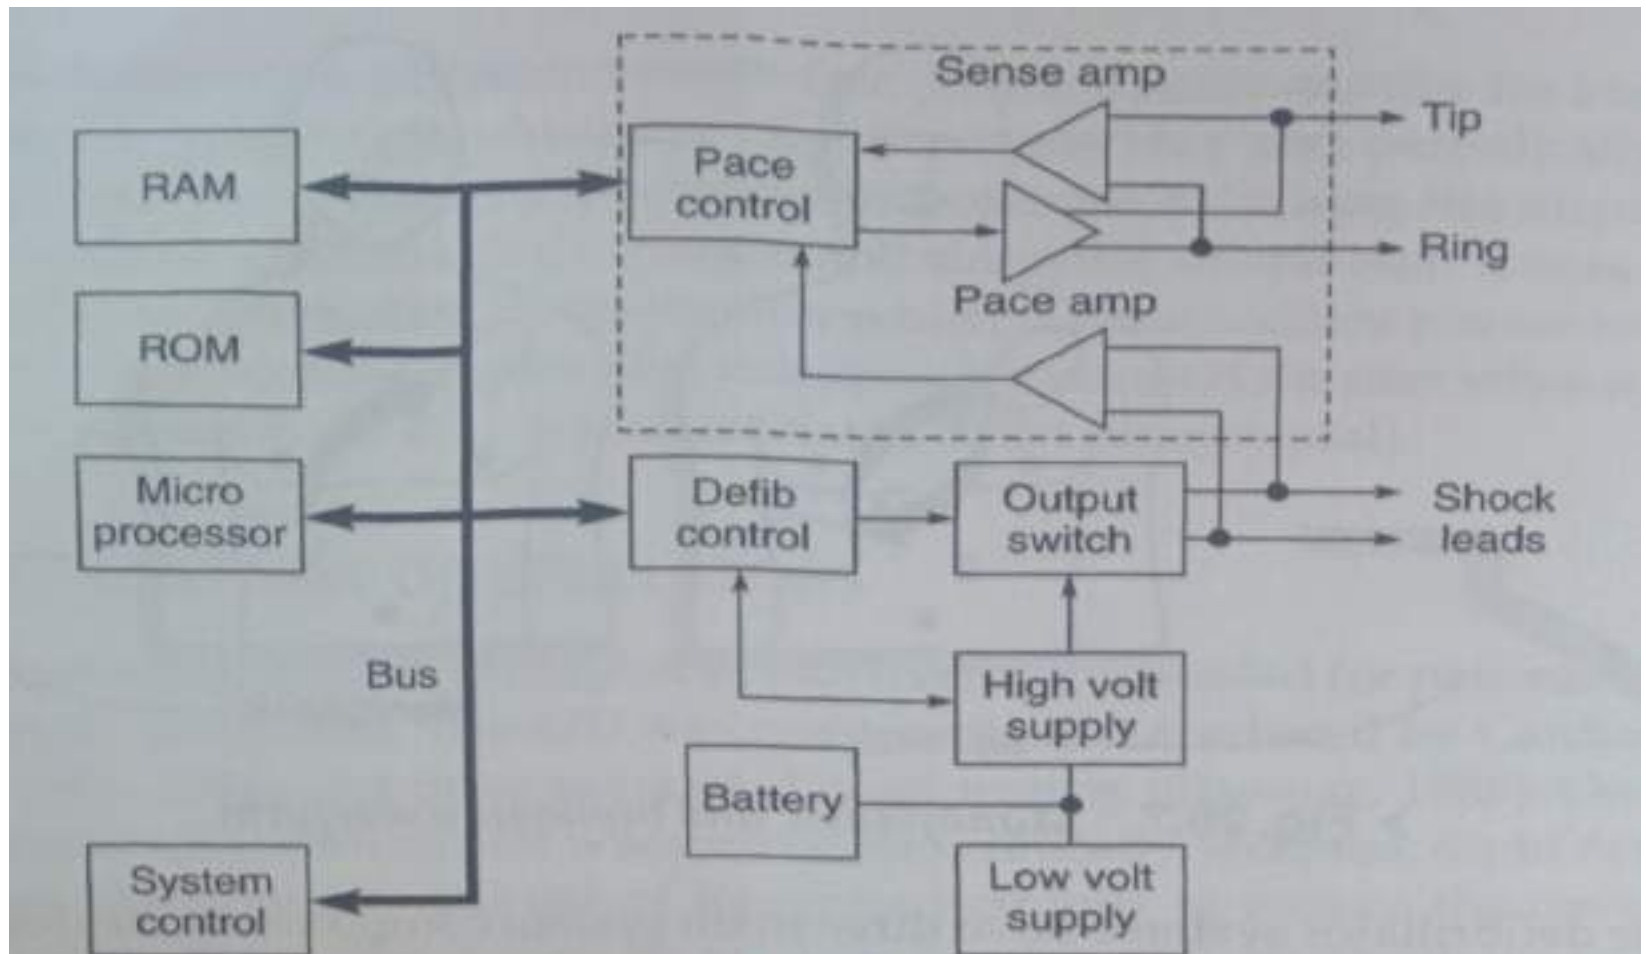 Sense amp
Tip
RAM
Pace
control
Ring
Pace amp
ROM
Micro
processor
Defib
control
Output
switch
Shock
leads
Bus
High volt
supply
Battery
System
control
Low volt
supply